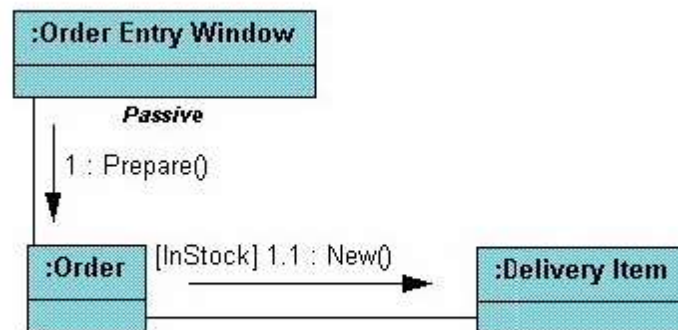 :Order Entry Window
Passive
1 : Prepare()
:Order
[InStock] 1.1 : New()
:Delivery Item